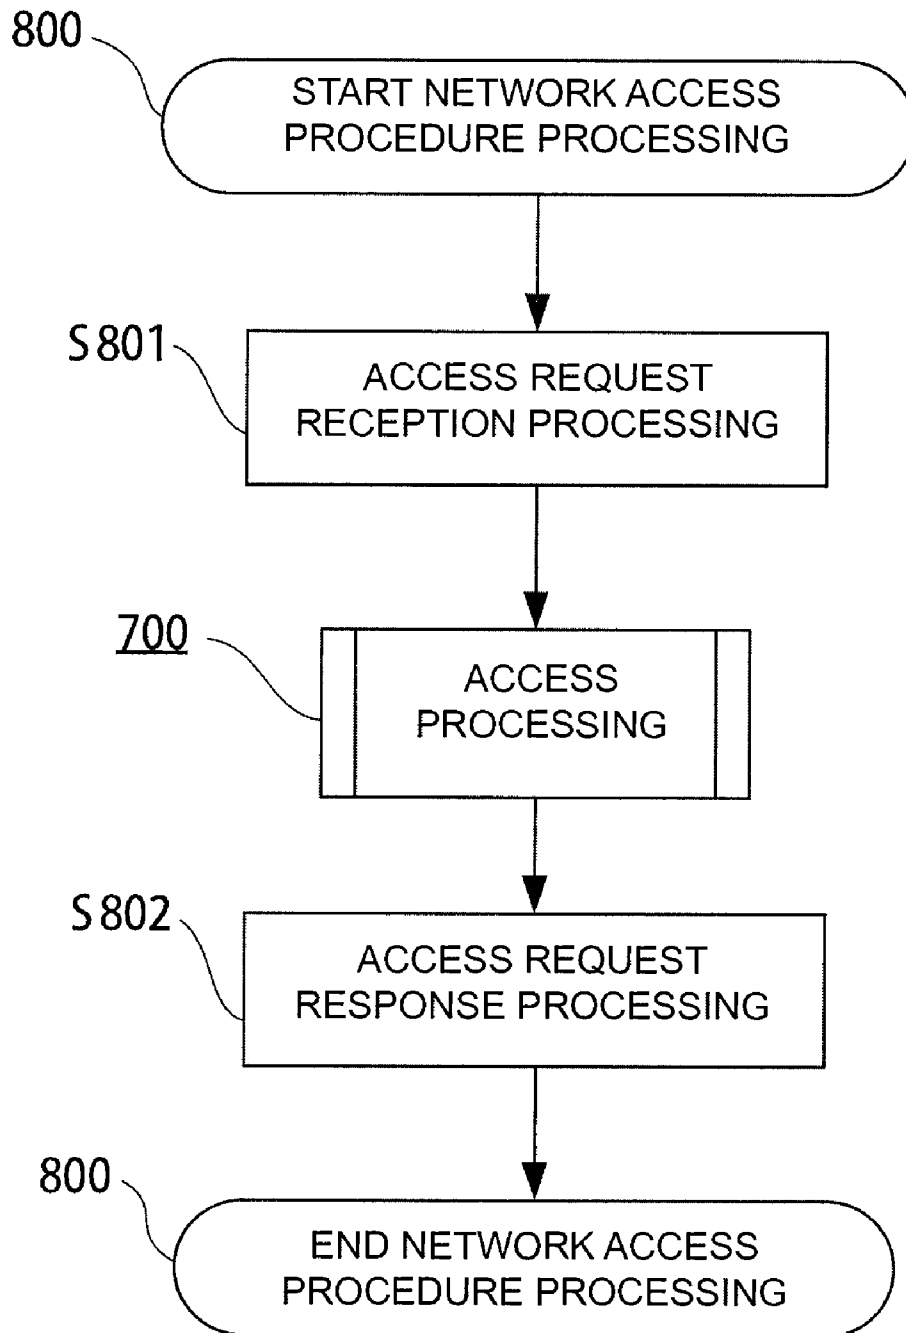 800
START NETWORK ACCESS
PROCEDURE PROCESSING
S801
ACCESS REQUEST
RECEPTION PROCESSING
700
ACCESS
PROCESSING
S802
ACCESS REQUEST
RESPONSE PROCESSING
800
END NETWORK ACCESS
PROCEDURE PROCESSING